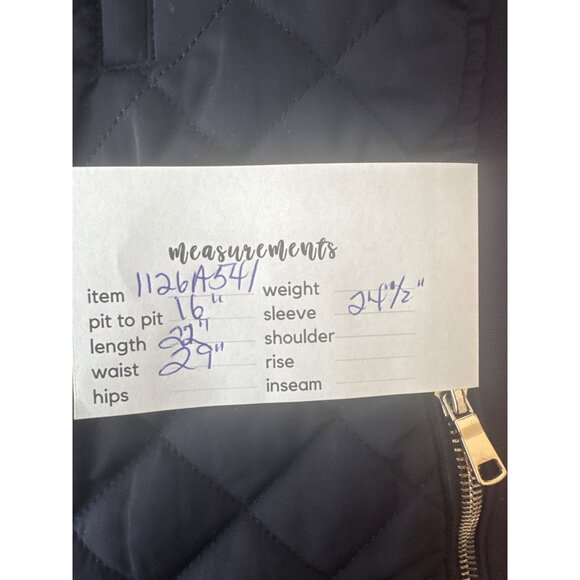 measurements
item 1126A541
pit to pit 16"
length 22"
waist 29"
hips
weight
sleeve 24"1/2"
shoulder
rise
inseam